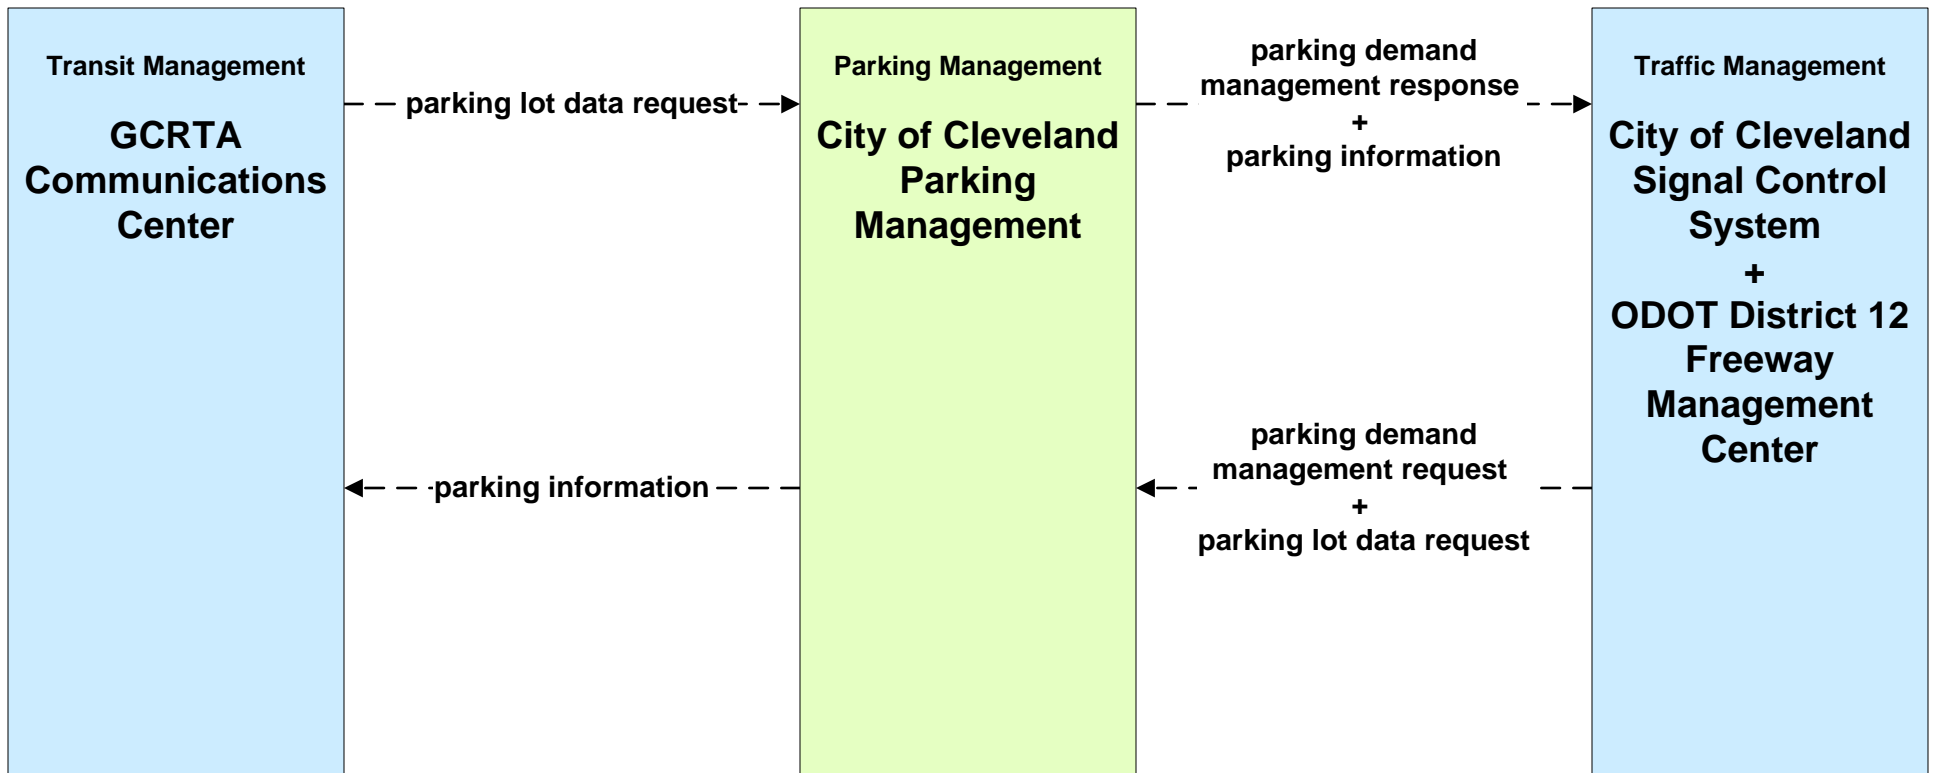 Transit Management
GCRTA
Communications
Center
parking lot data request
parking information
Parking Management
City of Cleveland
Parking
Management
parking demand
management response
+
parking information
parking demand
management request
+
parking lot data request
Traffic Management
City of Cleveland
Signal Control
System
+
ODOT District 12
Freeway
Management
Center